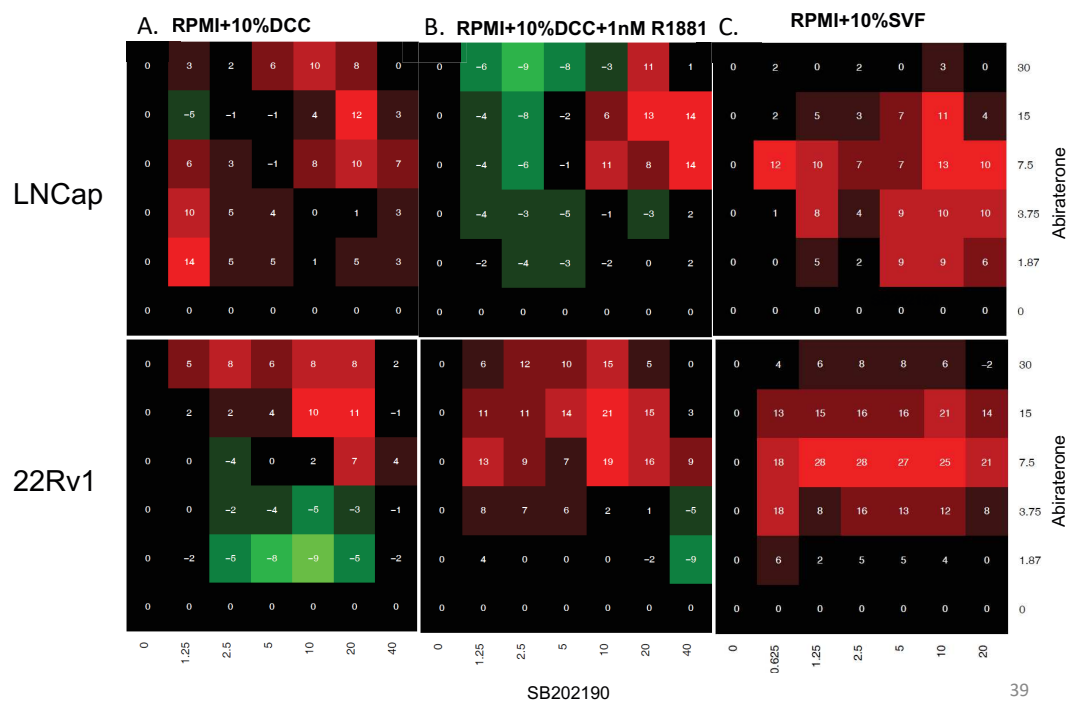 A. RPMI+10%DCC
B. RPMI+10%DCC+1nM R1881
C. RPMI+10%SVF
LNCap
0 3 2 6 10 8 0
0 −5 −1 −1 4 12 3
0 6 3 −1 8 10 7
0 10 5 4 0 1 3
0 14 5 5 1 5 3
0 0 0 0 0 0 0
0 −6 −9 −8 −3 11 1
0 −4 −8 −2 6 13 14
0 −4 −6 −1 11 8 14
0 −4 −3 −5 −1 −3 2
0 −2 −4 −3 −2 0 2
0 0 0 0 0 0 0
0 2 0 2 0 3 0 30
0 2 5 3 7 11 4 15
0 12 10 7 7 13 10 7.5
0 1 8 4 9 10 10 3.75
0 0 5 2 9 9 6 1.87
0 0 0 0 0 0 0 0
Abiraterone
22Rv1
0 5 8 6 8 8 2
0 2 2 4 10 11 −1
0 0 −4 0 2 7 4
0 0 −2 −4 −5 −3 −1
0 −2 −5 −8 −9 −5 −2
0 0 0 0 0 0 0
0 6 12 10 15 5 0
0 11 11 14 21 15 3
0 13 9 7 19 16 9
0 8 7 6 2 1 −5
0 4 0 0 0 −2 −9
0 0 0 0 0 0 0
0 4 6 8 8 6 −2 30
0 13 15 16 16 21 14 15
0 18 28 28 27 25 21 7.5
0 18 8 16 13 12 8 3.75
0 6 2 5 5 4 0 1.87
0 0 0 0 0 0 0 0
Abiraterone
0 1.25 2.5 5 10 20 40
0 1.25 2.5 5 10 20 40
0 0.625 1.25 2.5 5 10 20
SB202190
39